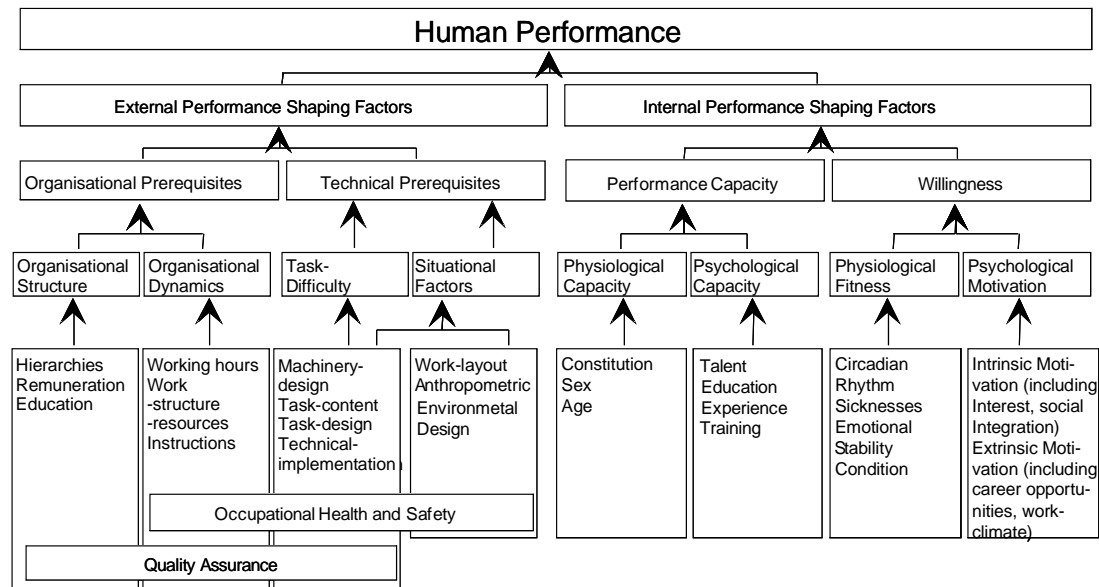 Human Performance
External Performance Shaping Factors
Internal Performance Shaping Factors
Organisational Prerequisites
Technical Prerequisites
Performance Capacity
Willingness
Organisational
Structure
Organisational
Dynamics
Task-
Difficulty
Situational
Factors
Physiological
Capacity
Psychological
Capacity
Physiological
Fitness
Psychological
Motivation
Hierarchies
Remuneration
Education
Working hours
Work
-structure
-resources
Instructions
Machinery-
design
Task-content
Task-design
Technical-
implementation
Work-layout
Anthropometric
Environmetal
Design
Constitution
Sex
Age
Talent
Education
Experience
Training
Circadian
Rhythm
Sicknesses
Emotional
Stability
Condition
Intrinsic Moti-
vation (including
Interest, social
Integration)
Extrinsic Moti-
vation (including
career opportu-
nities, work-
climate)
Occupational Health and Safety
Quality Assurance